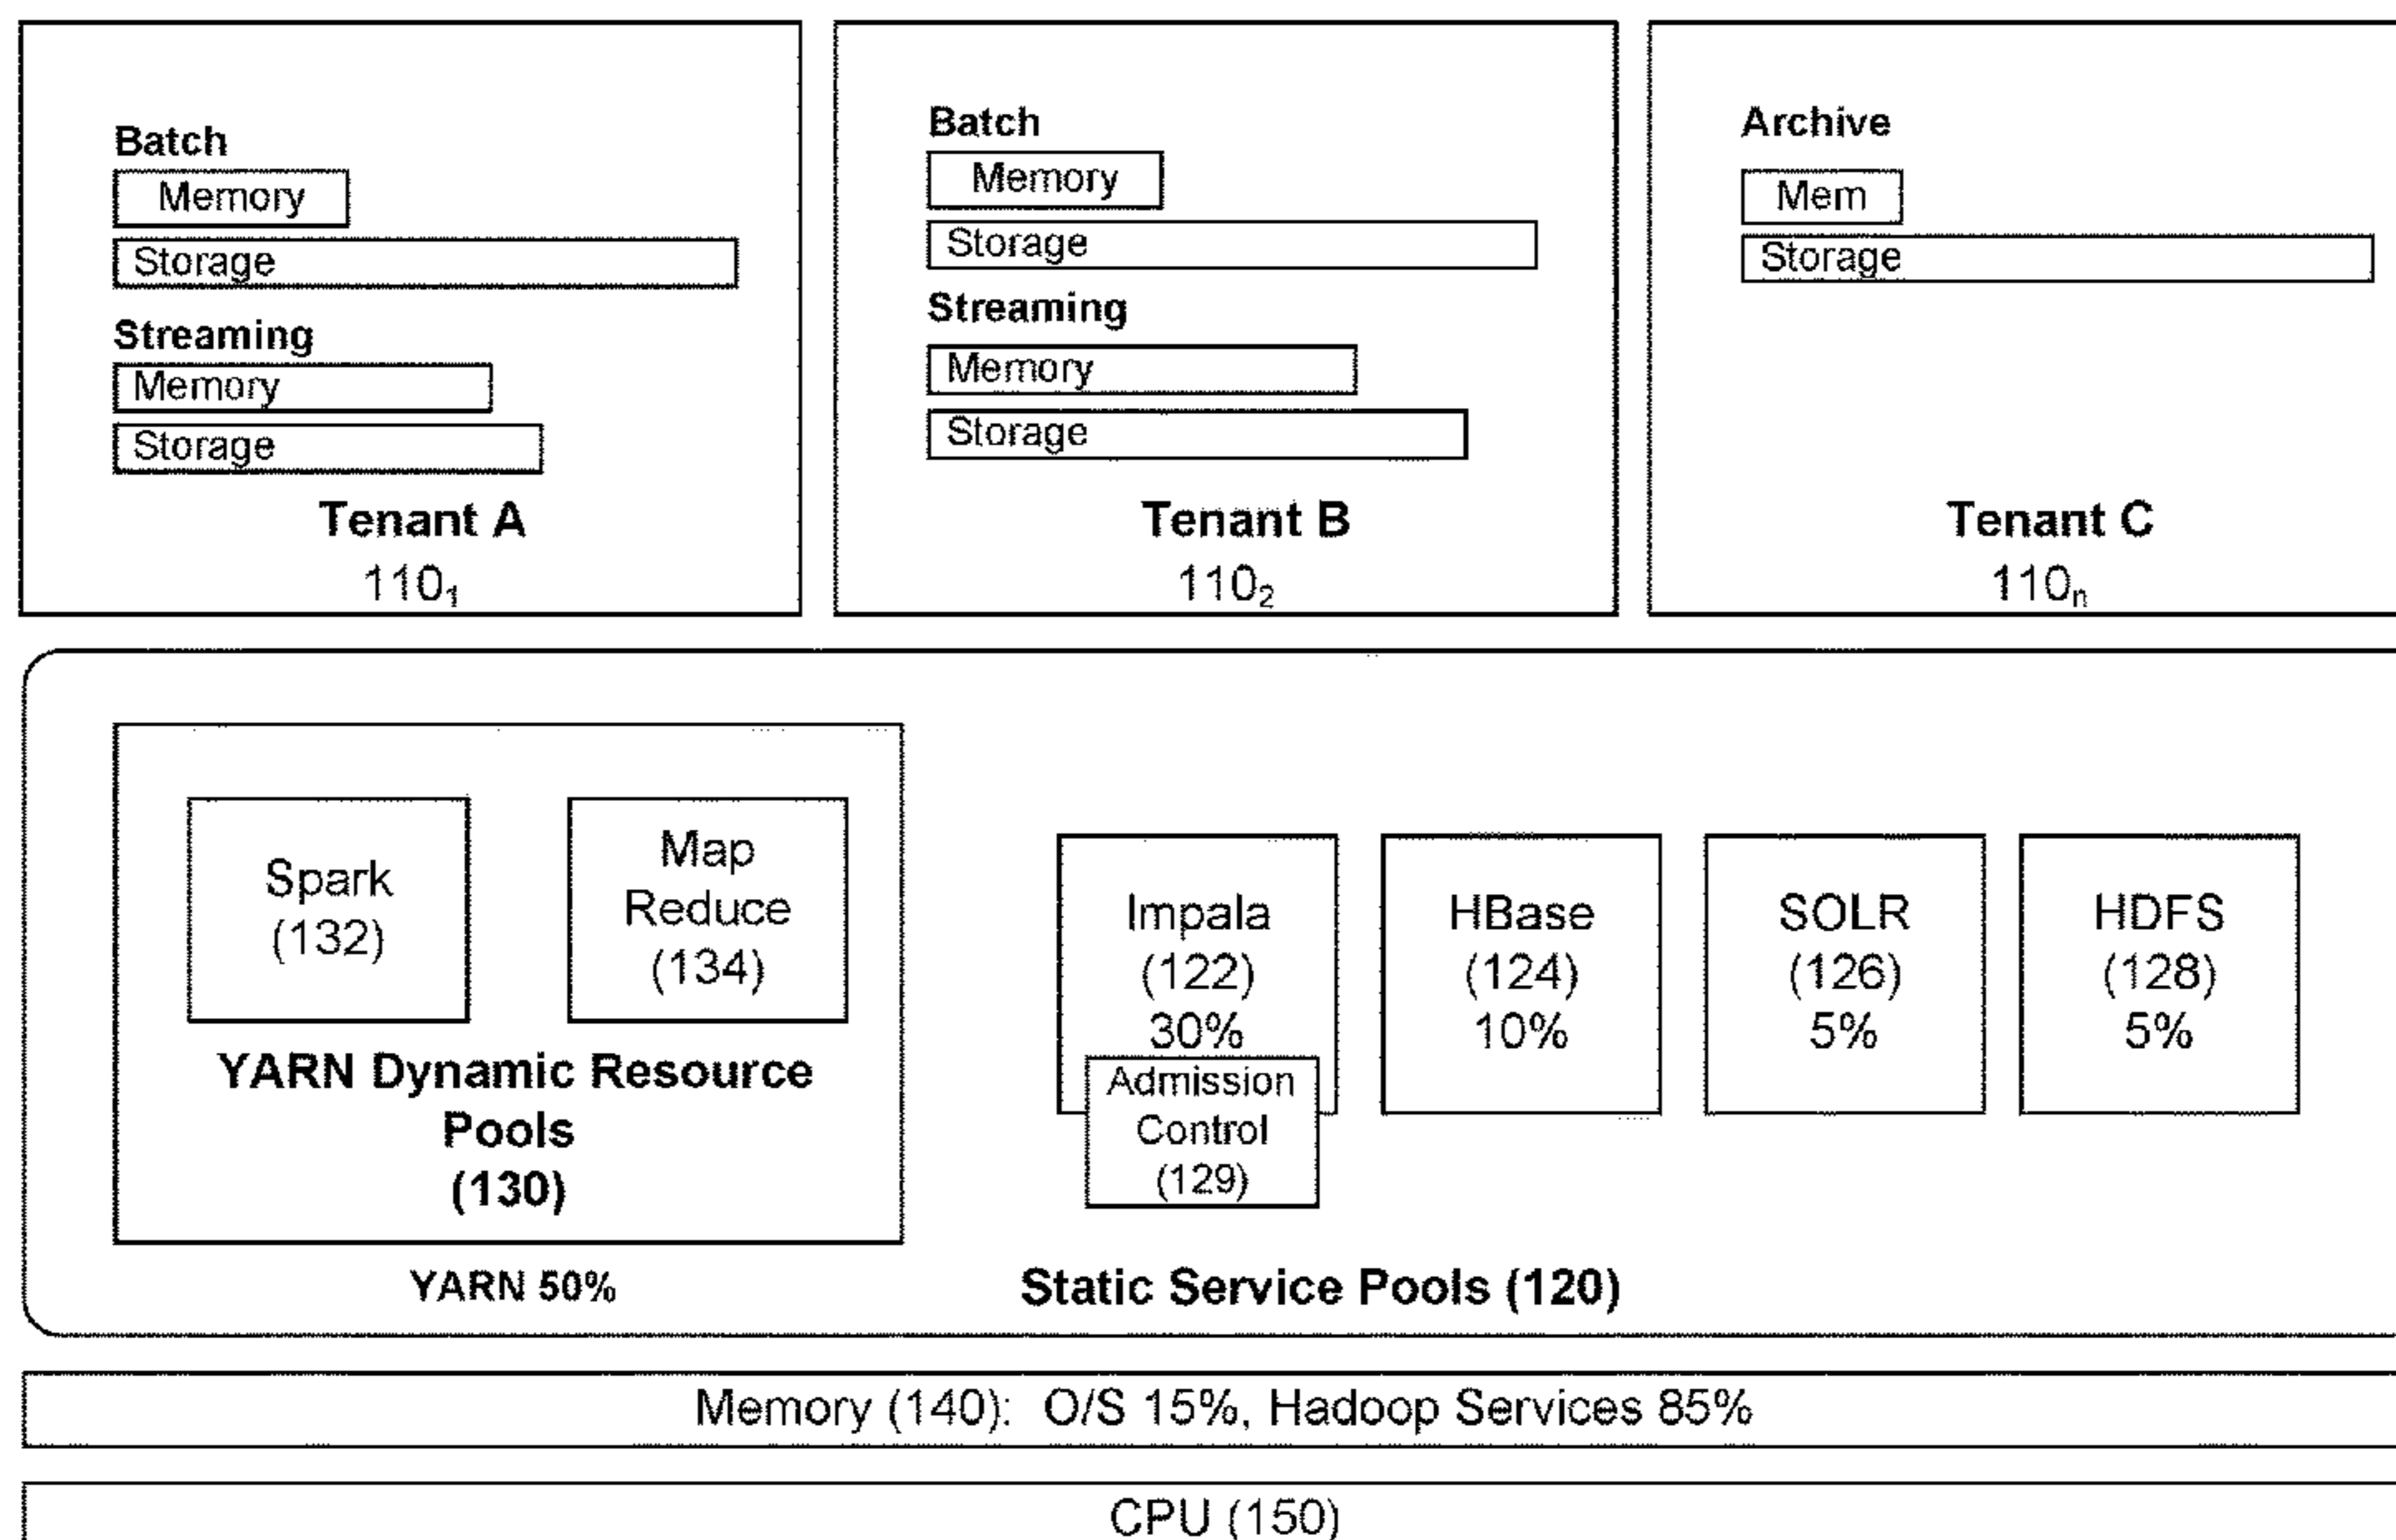 Batch
Memory
Storage
Streaming
Memory
Storage
Tenant A
110₁
Batch
Memory
Storage
Streaming
Memory
Storage
Tenant B
110₂
Archive
Mem
Storage
Tenant C
110ₙ
Spark
(132)
Map
Reduce
(134)
YARN Dynamic Resource
Pools
(130)
YARN 50%
Impala
(122)
30%
Admission
Control
(129)
HBase
(124)
10%
SOLR
(126)
5%
HDFS
(128)
5%
Static Service Pools (120)
Memory (140): O/S 15%, Hadoop Services 85%
CPU (150)